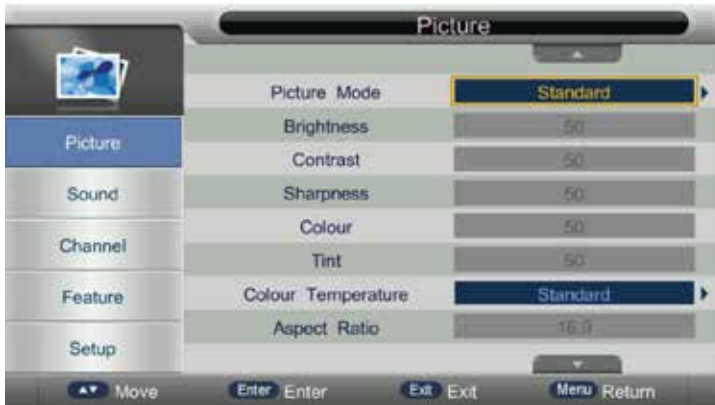 Picture
Picture
Sound
Channel
Feature
Setup
Picture Mode Standard
Brightness 50
Contrast 50
Sharpness 50
Colour 50
Tint 50
Colour Temperature Standard
Aspect Ratio 16:9
Move Enter Enter Exit Exit Menu Return